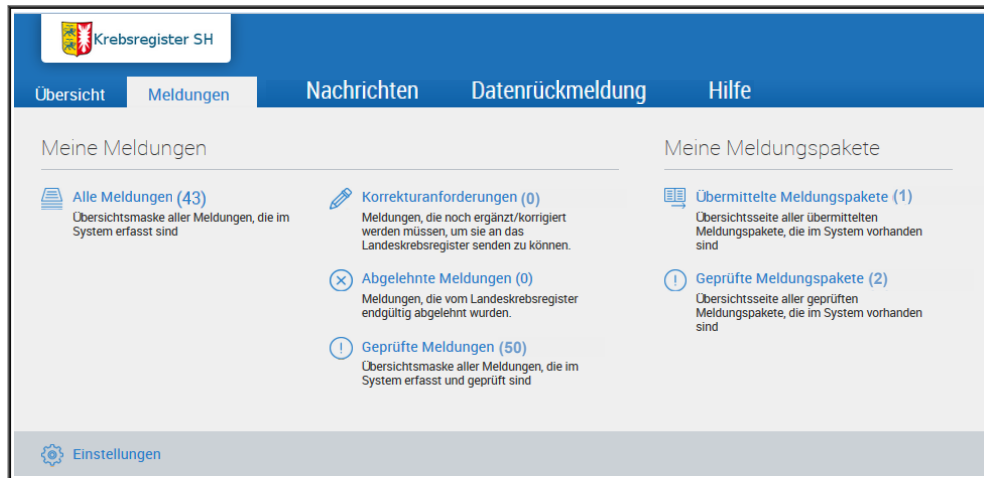 Krebsregister SH
Übersicht
Meldungen
Nachrichten
Datenrückmeldung
Hilfe
Meine Meldungen
Alle Meldungen (43)
Übersichtsmaske aller Meldungen, die im
System erfasst sind
Korrekturanforderungen (0)
Meldungen, die noch ergänzt/korrigiert
werden müssen, um sie an das
Landeskrebsregister senden zu können.
Abgelehnte Meldungen (0)
Meldungen, die vom Landeskrebsregister
endgültig abgelehnt wurden.
Geprüfte Meldungen (50)
Übersichtsmaske aller Meldungen, die im
System erfasst und geprüft sind
Meine Meldungspakete
Übermittelte Meldungspakete (1)
Übersichtsseite aller übermittelten
Meldungspakete, die im System vorhanden
sind
Geprüfte Meldungspakete (2)
Übersichtsseite aller geprüften
Meldungspakete, die im System vorhanden
sind
Einstellungen